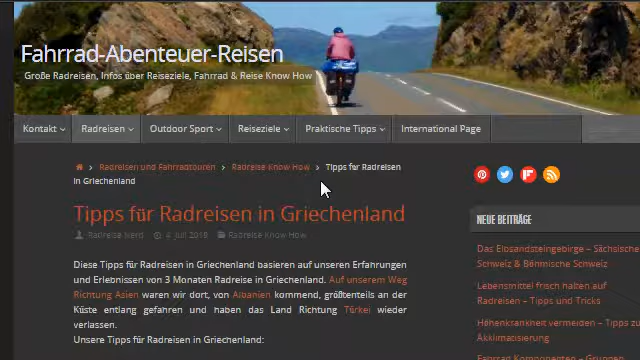 Fahrrad-Abenteuer-Reisen
Große Radreisen, Infos über Reiseziele, Fahrrad & Reise Know How
Kontakt Radreisen Outdoor Sport Reiseziele Praktische Tipps International Page
Radreisen und Fahrradtouren > Radreise Know How > Tipps für Radreisen
in Griechenland
Tipps für Radreisen in Griechenland
Radreise Nerd 4. Juli 2019 Radreise Know How
Diese Tipps für Radreisen in Griechenland basieren auf unseren Erfahrungen
und Erlebnissen von 3 Monaten Radreise in Griechenland. Auf unserem Weg
Richtung Asien waren wir dort, von Albanien kommend, größtenteils an der
Küste entlang gefahren und haben das Land Richtung Türkei wieder
verlassen.
Unsere Tipps für Radreisen in Griechenland:
NEUE BEITRÄGE
Das Elbsandsteingebirge – Sächsische
Schweiz & Böhmische Schweiz
Lebensmittel frisch halten auf
Radreisen – Tipps und Tricks
Höhenkrankheit vermeiden – Tipps zu
Akklimatisierung
Fahrrad Komponenten – Gruppen